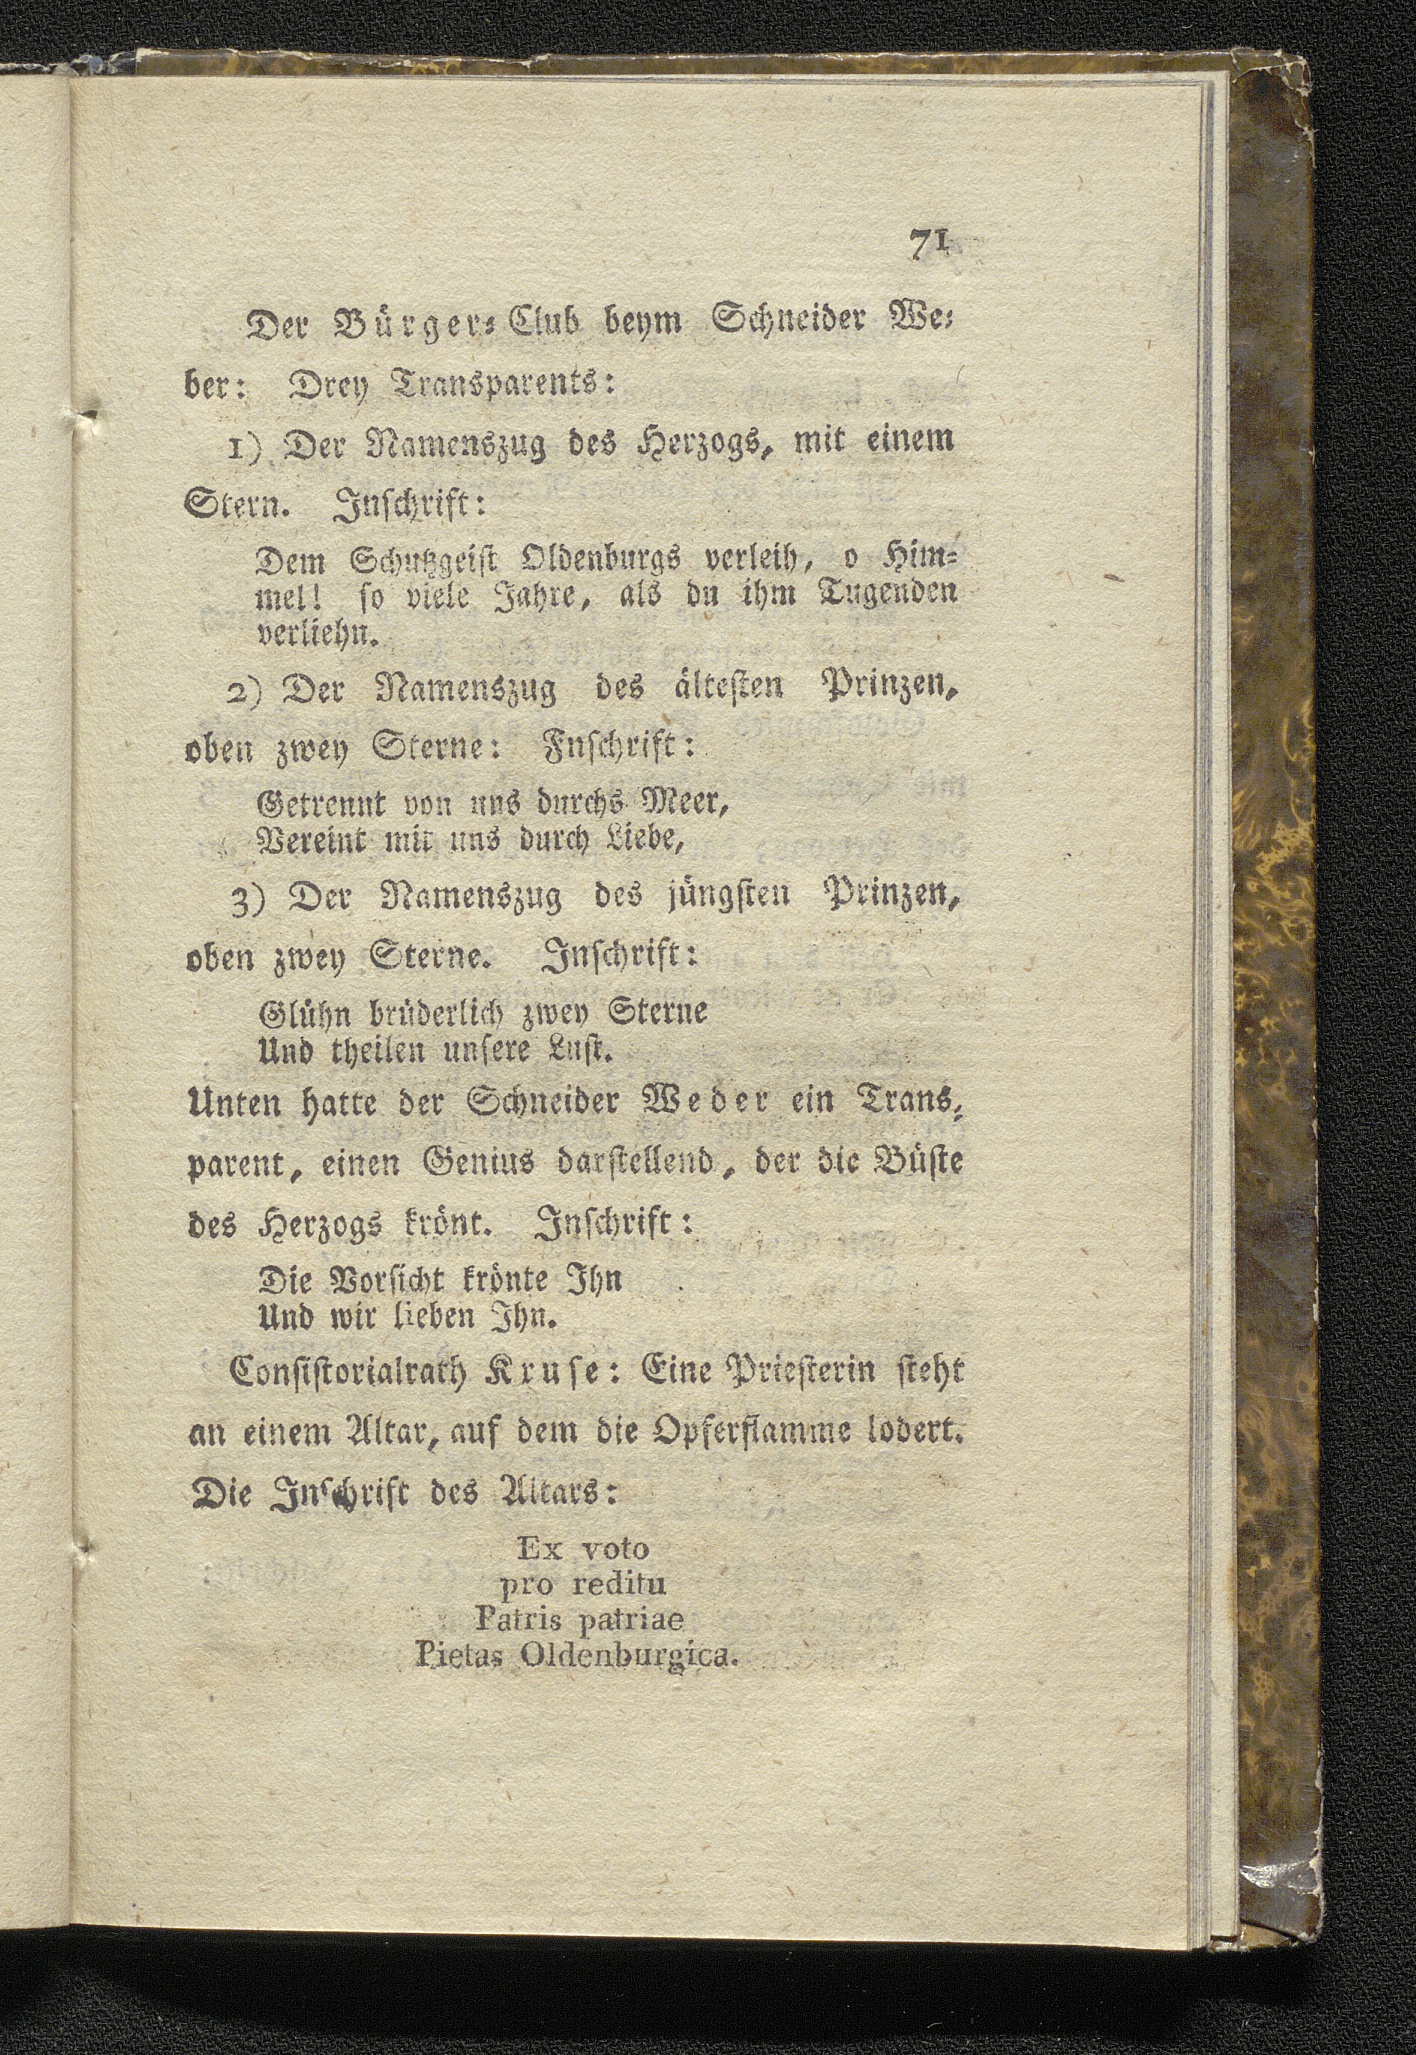 71
Der Bürger-Club beym Schneider We-
ber: Drey Transparents:
1) Der Namenszug des Herzogs, mit einem
Stern. Inschrift:
Dem Schutzgeist Oldenburgs verleih, o Him-
mel! so viele Jahre, als du ihm Tugenden
verliehn.
2) Der Namenszug des ältesten Prinzen,
oben zwey Sterne: Fnschrift:
Getrennt von uns durchs Meer,
Vereint mit uns durch Liebe,
3) Der Namenszug des jüngsten Prinzen,
oben zwey Sterne. Inschrift:
Glühn brüderlich zwey Sterne
Und theilen unsere Lust.
Unten hatte der Schneider Weder ein Trans-
parent, einen Genius darstellend, der die Büste
des Herzogs krönt. Inschrift:
Die Vorsicht krönte Ihn
Und wir lieben Ihn.
Consistorialrath Kruse: Eine Priesterin steht
an einem Altar, auf dem die Opferflamme lodert.
Die Inschrift des Altars:
Ex voto
pro reditu
Patris patriae
Pietas Oldenburgica.